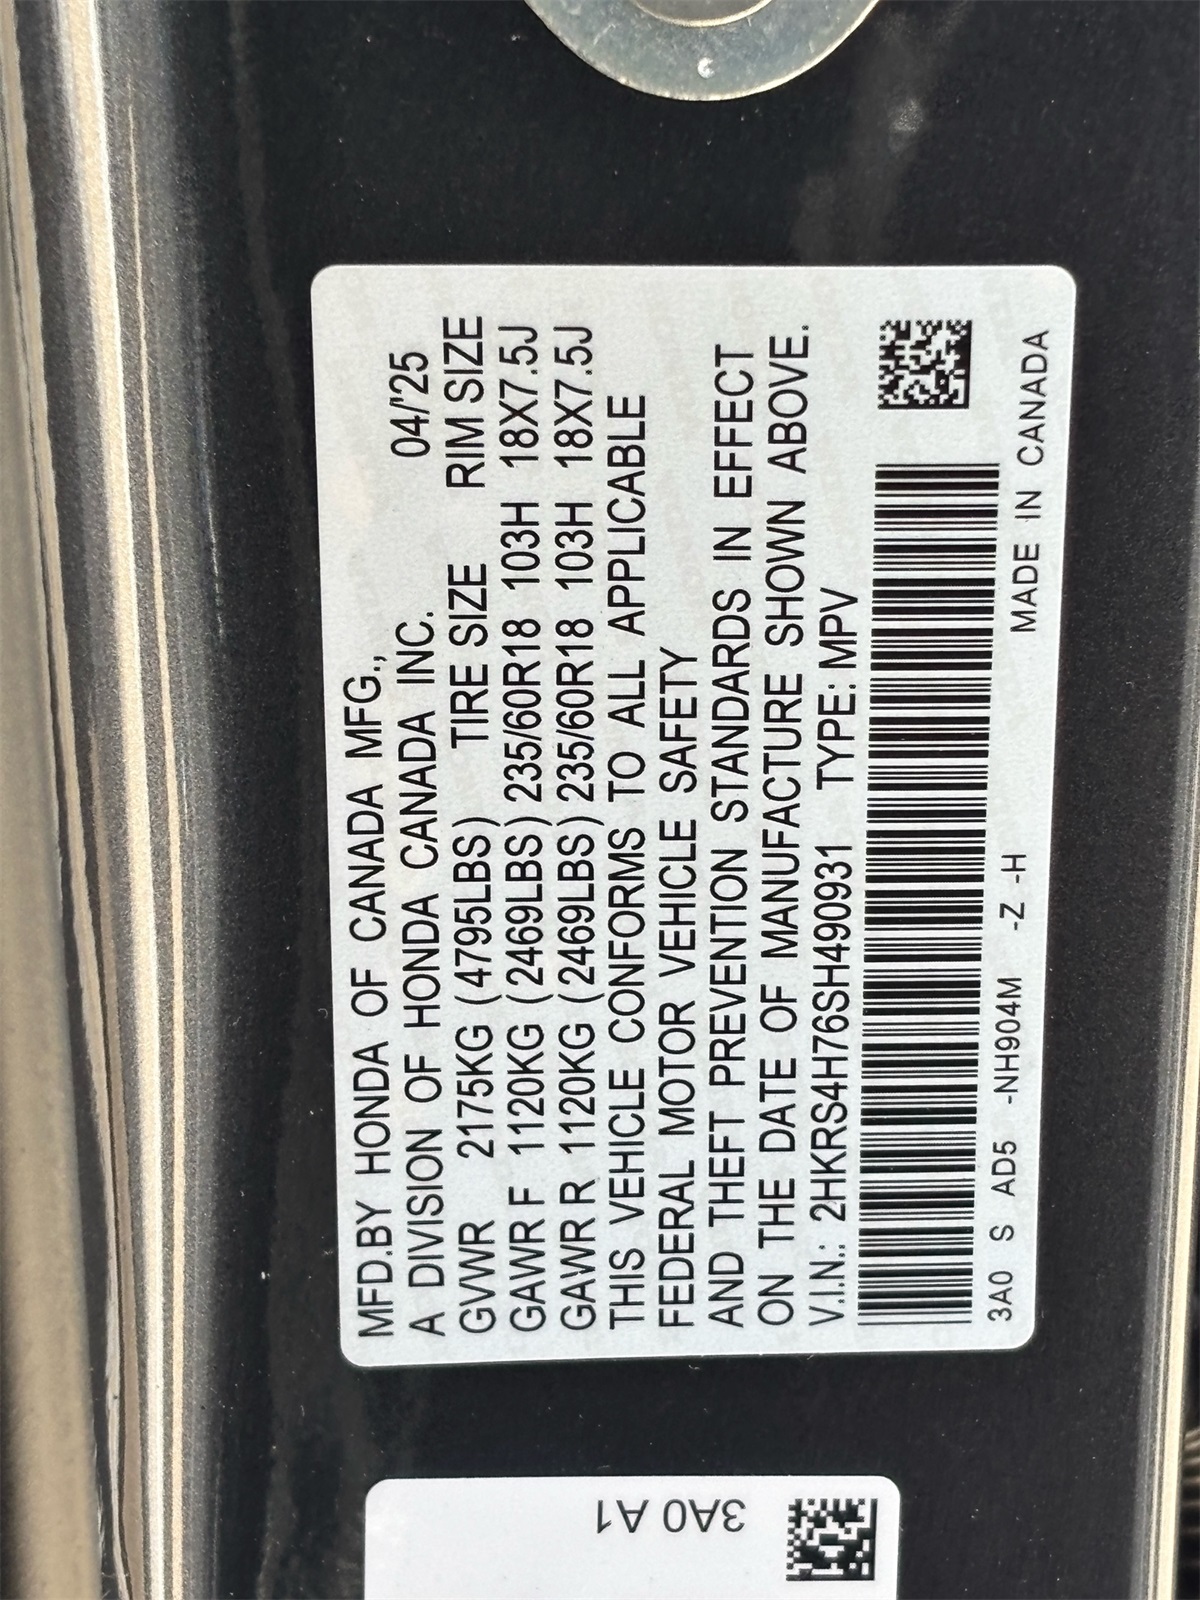 MFD.BY HONDA OF CANADA MFG.,
A DIVISION OF HONDA CANADA INC. 04/'25
GVWR 2175KG (4795LBS) TIRE SIZE RIM SIZE
GAWR F 1120KG (2469LBS) 235/60R18 103H 18X7.5J
GAWR R 1120KG (2469LBS) 235/60R18 103H 18X7.5J
THIS VEHICLE CONFORMS TO ALL APPLICABLE
FEDERAL MOTOR VEHICLE SAFETY
AND THEFT PREVENTION STANDARDS IN EFFECT
ON THE DATE OF MANUFACTURE SHOWN ABOVE.
V.I.N.: 2HKRS4H76SH490931 TYPE: MPV
3A0 S AD5 -NH904M -Z -H MADE IN CANADA
3A0 A1